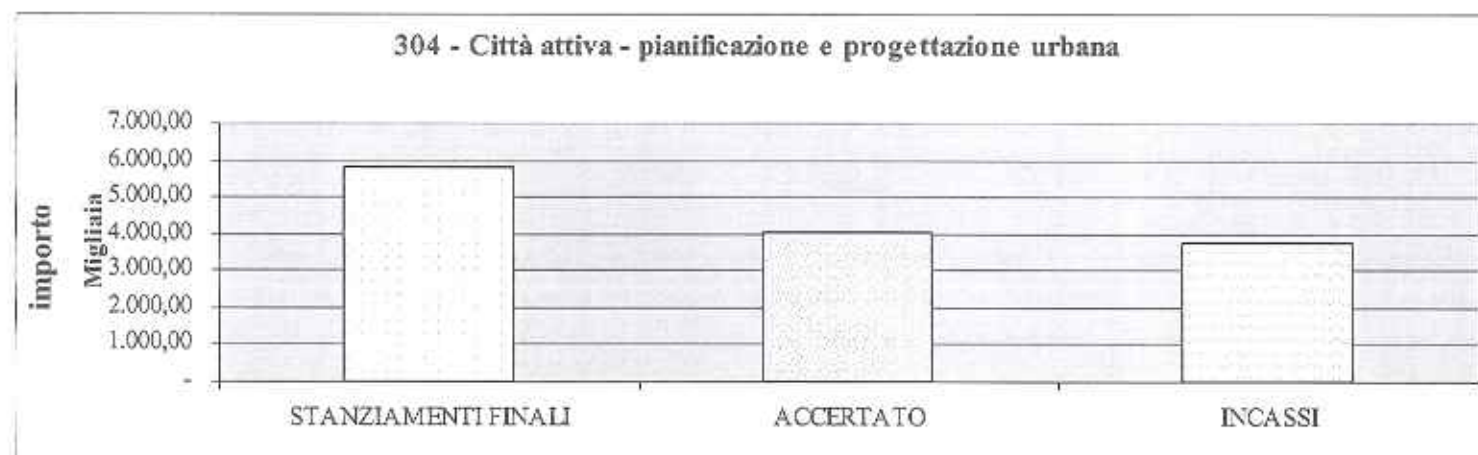 304 - Città attiva - pianificazione e progettazione urbana
importo
Migliaia
7.000,00
6.000,00
5.000,00
4.000,00
3.000,00
2.000,00
1.000,00
-
STANZIAMENTI FINALI
ACCERTATO
INCASSI